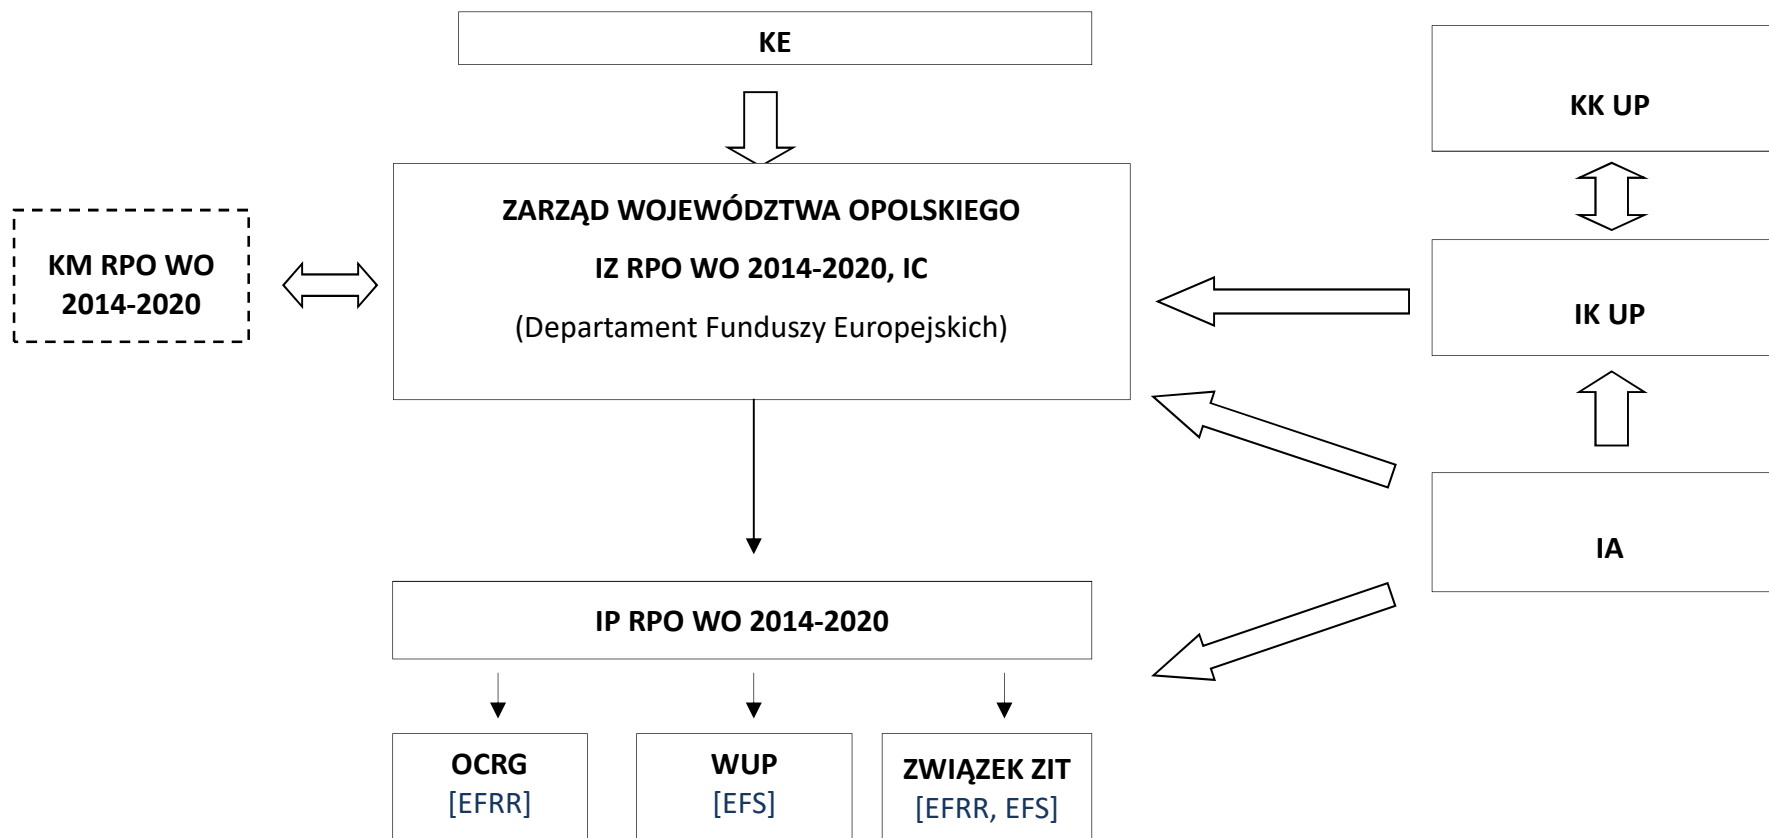 KE
KK UP
ZARZĄD WOJEWÓDZTWA OPOLSKIEGO
IZ RPO WO 2014-2020, IC
(Departament Funduszy Europejskich)
KM RPO WO
2014-2020
IK UP
IA
IP RPO WO 2014-2020
OCRG
[EFRR]
WUP
[EFS]
ZWIĄZEK ZIT
[EFRR, EFS]